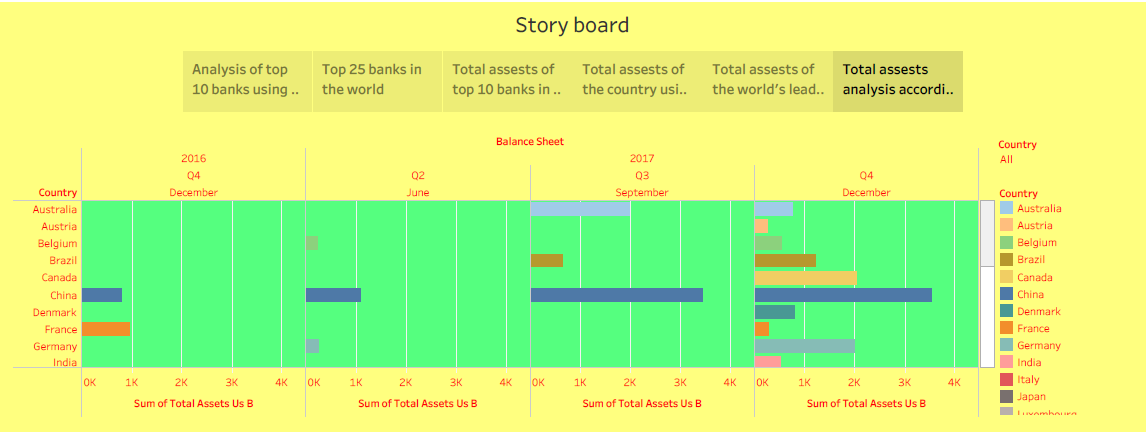 Story board
Analysis of top
10 banks using ..
Top 25 banks in
the world
Total assests of
top 10 banks in ..
Total assests of
the country usi..
Total assests of
the world's lead..
Total assests
analysis accordi..
Balance Sheet
2016
2017
Q4
Q2
Q3
Q4
Country
December
June
September
December
Australia
Austria
Belgium
Brazil
Canada
China
Denmark
France
Germany
India
0K 1K 2K 3K 4K
0K 1K 2K 3K 4K
0K 1K 2K 3K 4K
0K 1K 2K 3K 4K
Sum of Total Assets Us B
Sum of Total Assets Us B
Sum of Total Assets Us B
Sum of Total Assets Us B
Country
All
Country
Australia
Austria
Belgium
Brazil
Canada
China
Denmark
France
Germany
India
Italy
Japan
Luxembourg